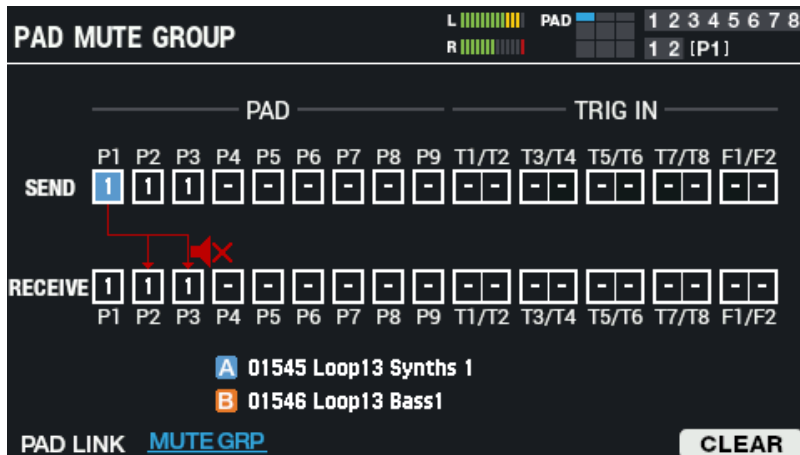 PAD MUTE GROUP
L PAD 1 2 3 4 5 6 7 8
R 1 2 [P1]
PAD TRIG IN
P1 P2 P3 P4 P5 P6 P7 P8 P9 T1/T2 T3/T4 T5/T6 T7/T8 F1/F2
SEND 1 1 1 - - - - - - - - - - - - - - - -
RECEIVE 1 1 1 - - - - - - - - - - - - - - - -
P1 P2 P3 P4 P5 P6 P7 P8 P9 T1/T2 T3/T4 T5/T6 T7/T8 F1/F2
A 01545 Loop13 Synths 1
B 01546 Loop13 Bass1
PAD LINK MUTE GRP CLEAR